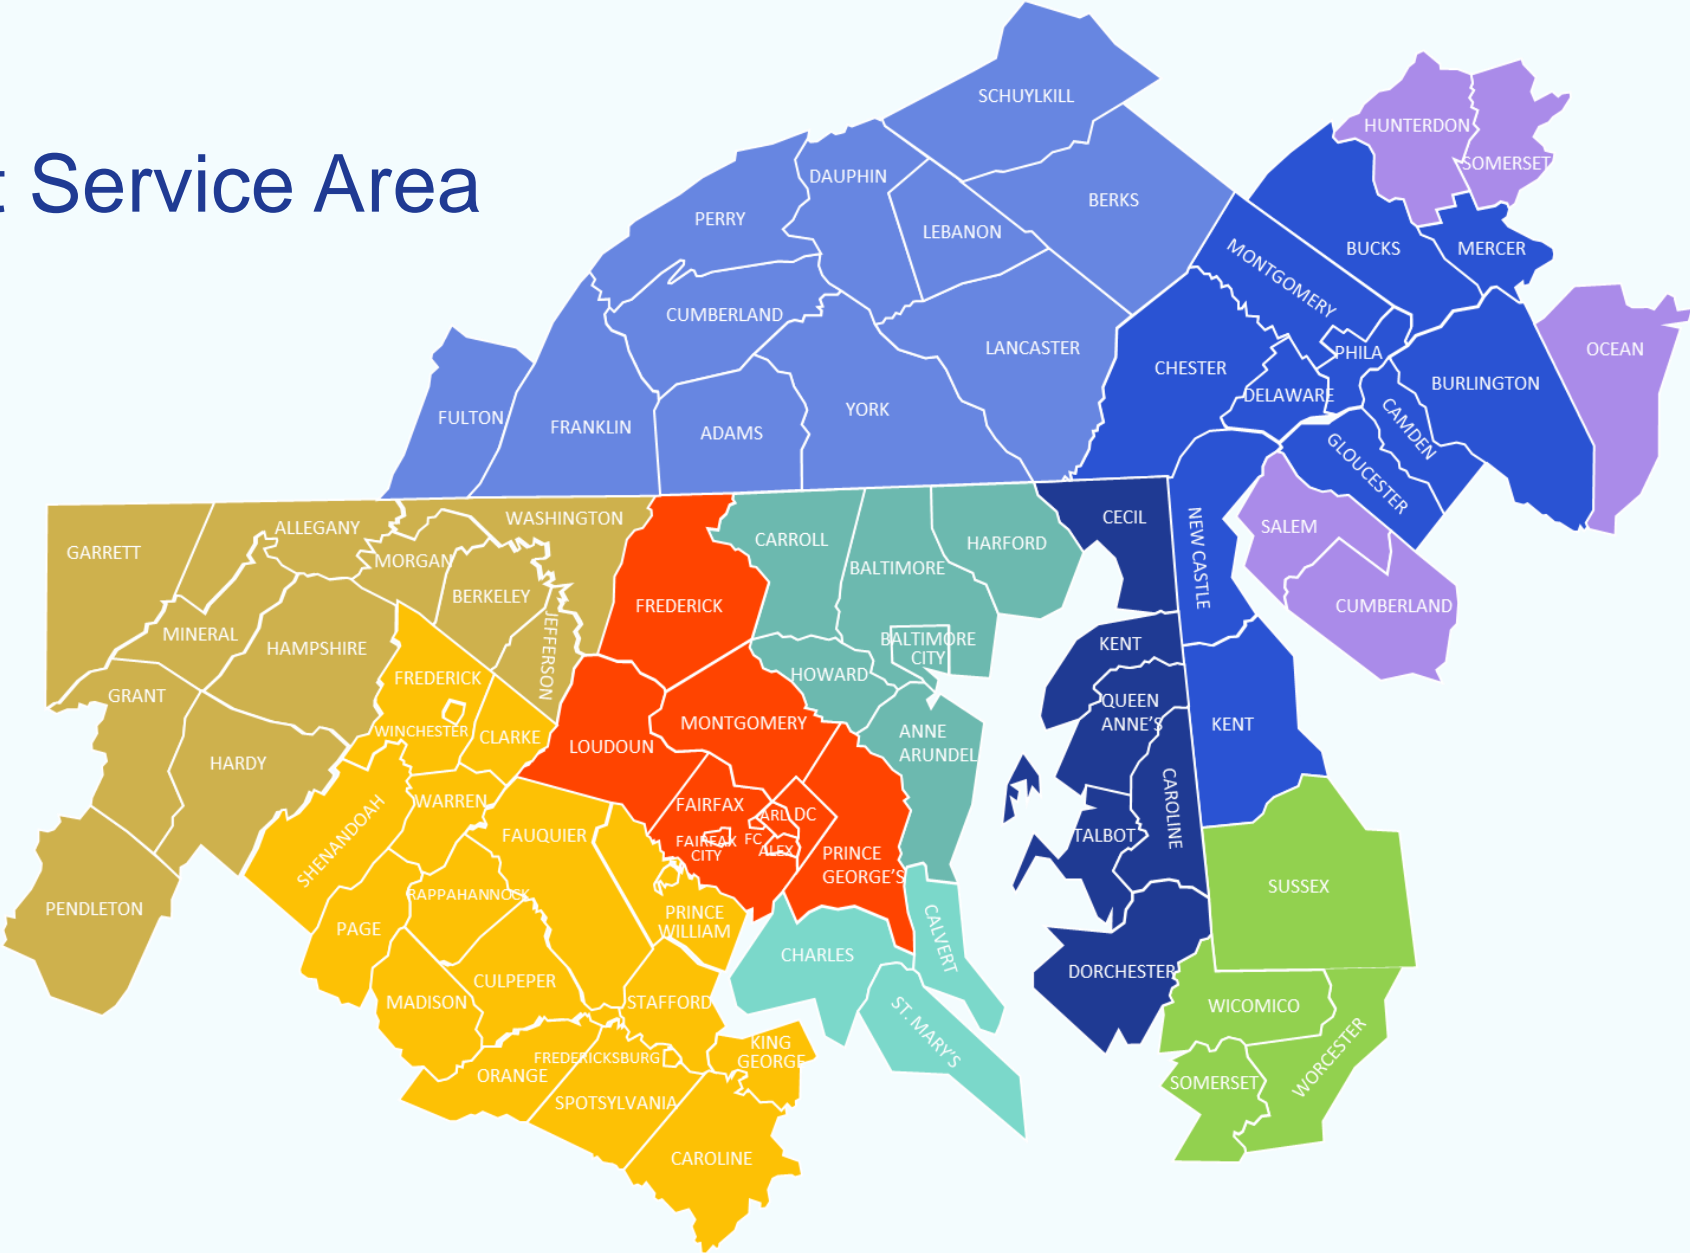 t Service Area
SCHUYLKILL
HUNTERDON
SOMERSET
DAUPHIN
BERKS
PERRY
LEBANON
BUCKS
MERCER
MONTGOMERY
CUMBERLAND
LANCASTER
OCEAN
PHILA
CHESTER
BURLINGTON
DELAWARE
CAMDEN
FULTON
FRANKLIN
ADAMS
YORK
GLOUCESTER
GARRETT
ALLEGANY
WASHINGTON
CARROLL
HARFORD
CECIL
NEW CASTLE
SALEM
MORGAN
BALTIMORE
BERKELEY
FREDERICK
CUMBERLAND
MINERAL
HAMPSHIRE
JEFFERSON
BALTIMORE
CITY
KENT
HOWARD
FREDERICK
GRANT
QUEEN
ANNE'S
KENT
WINCHESTER
CLARKE
LOUDOUN
MONTGOMERY
ANNE
ARUNDEL
HARDY
CAROLINE
WARREN
FAIRFAX
ARL
DC
SHENANDOAH
FAUQUIER
FAIRFAX
CITY
FC
ALEX
PRINCE
GEORGE'S
TALBOT
SUSSEX
RAPPAHANNOCK
PENDLETON
PAGE
PRINCE
WILLIAM
CALVERT
CHARLES
DORCHESTER
CULPEPER
MADISON
STAFFORD
ST. MARY'S
WICOMICO
WORCESTER
KING
GEORGE
FREDERICKSBURG
ORANGE
SOMERSET
SPOTSYLVANIA
CAROLINE